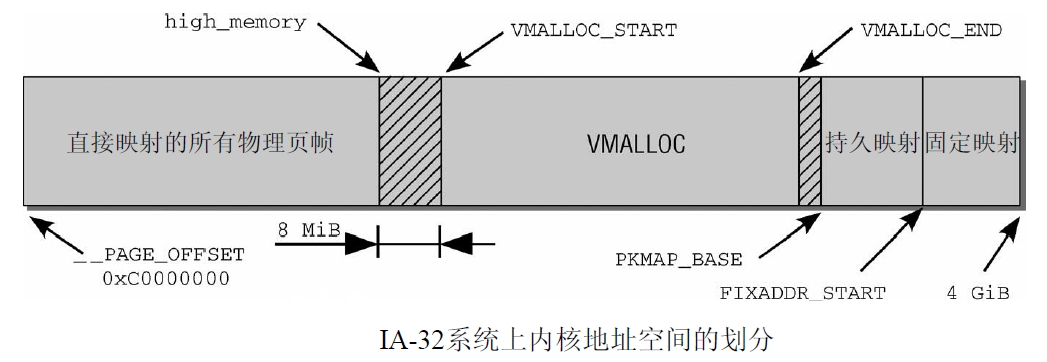 high_memory
VMALLOC_START
VMALLOC_END
直接映射的所有物理页帧
VMALLOC
持久映射
固定映射
8 MiB
__PAGE_OFFSET
0xC0000000
PKMAP_BASE
FIXADDR_START
4 GiB
IA-32系统上内核地址空间的划分